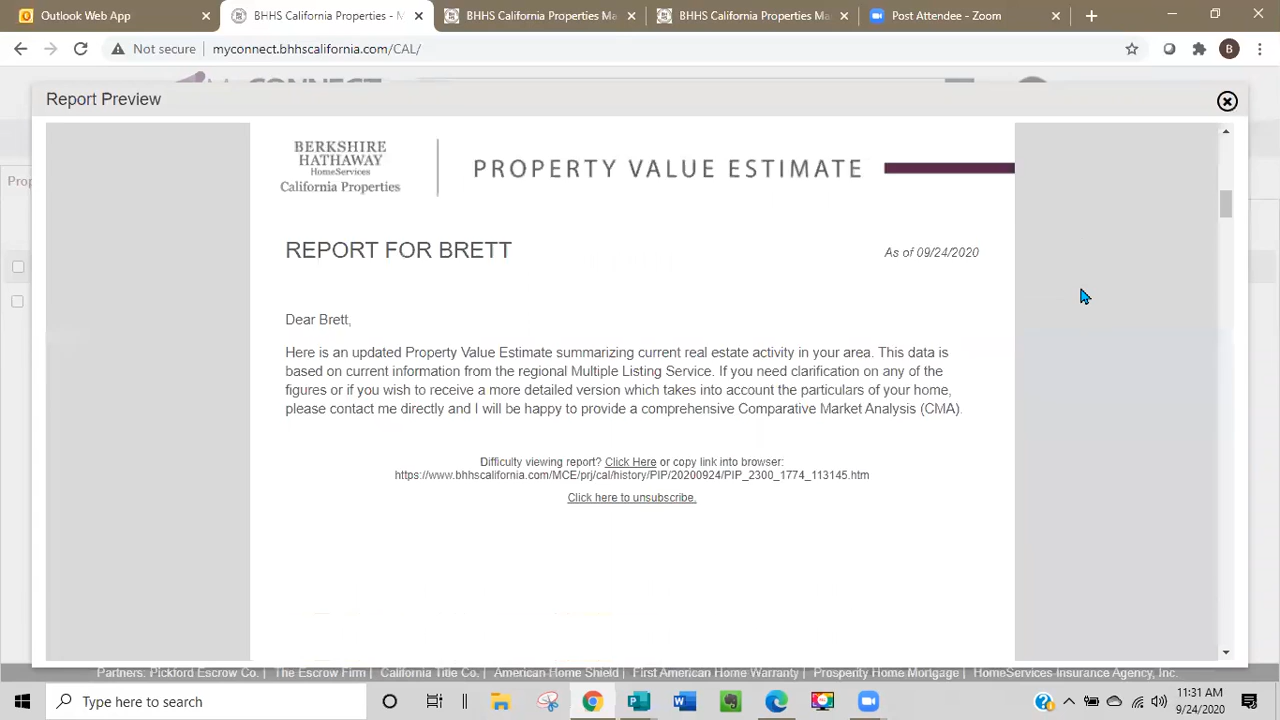 Outlook Web App
BHHS California Properties - M
BHHS California Properties Ma
BHHS California Properties Ma
Post Attendee - Zoom
Not secure
myconnect.bhhscalifornia.com/CAL/
B
Report Preview
BERKSHIRE
HATHAWAY
HomeServices
California Properties
PROPERTY VALUE ESTIMATE
Prop
REPORT FOR BRETT
As of 09/24/2020
Dear Brett,
Here is an updated Property Value Estimate summarizing current real estate activity in your area. This data is
based on current information from the regional Multiple Listing Service. If you need clarification on any of the
figures or if you wish to receive a more detailed version which takes into account the particulars of your home,
please contact me directly and I will be happy to provide a comprehensive Comparative Market Analysis (CMA).
Difficulty viewing report? Click Here or copy link into browser:
https://www.bhhscalifornia.com/MCE/prj/cal/history/PIP/20200924/PIP_2300_1774_113145.htm
Click here to unsubscribe.
Partners: Pickford Escrow Co. | The Escrow Firm | California Title Co. | American Home Shield | First American Home Warranty | Prosperity Home Mortgage | HomeServices Insurance Agency, Inc.
Type here to search
11:31 AM
9/24/2020